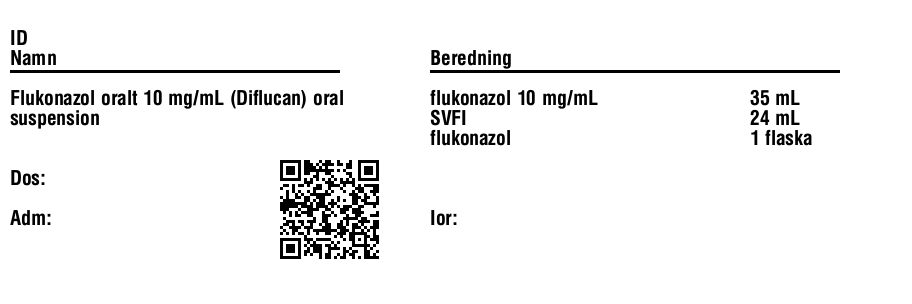 ID
Namn
Beredning
Flukonazol oralt 10 mg/mL (Diflucan) oral
suspension
flukonazol 10 mg/mL 35 mL
SVFI 24 mL
flukonazol 1 flaska
Dos:
Adm:
Ior: